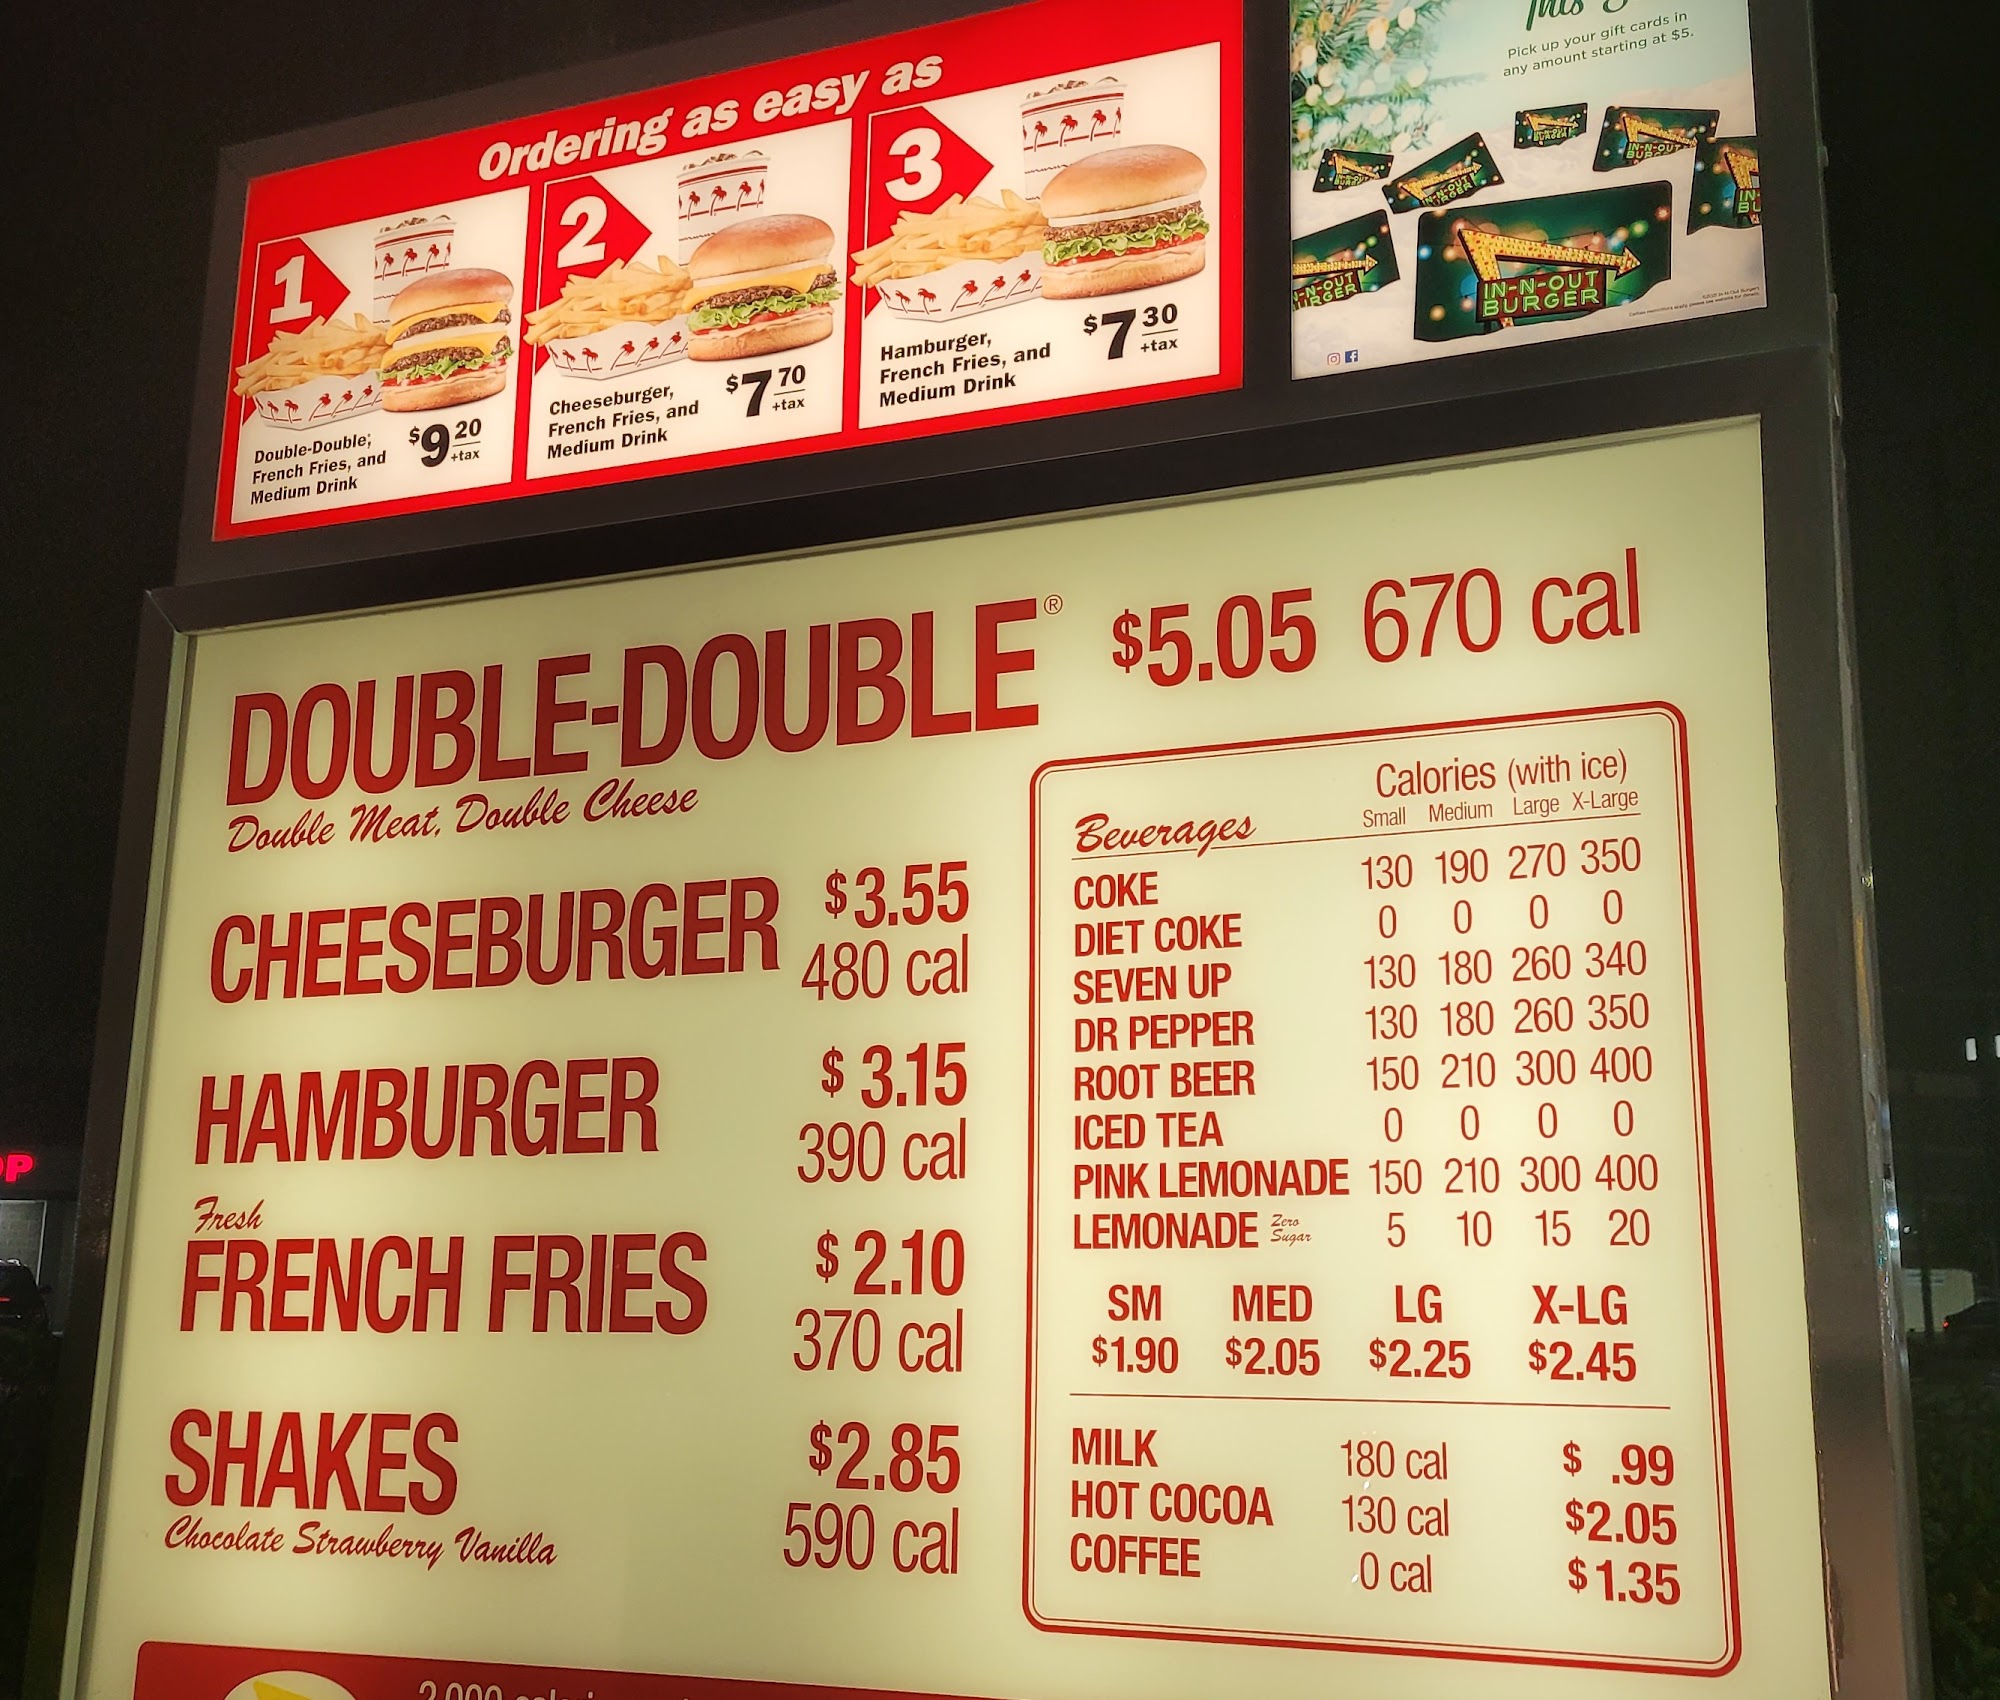 Ordering as easy as
1
Double-Double,
French Fries, and
Medium Drink
$9 20
+tax
2
Cheeseburger,
French Fries, and
Medium Drink
$7 70
+tax
3
Hamburger,
French Fries, and
Medium Drink
$7 30
+tax
Pick up your gift cards in
any amount starting at $5.
IN-N-OUT
BURGER
DOUBLE-DOUBLE® $5.05 670 cal
Double Meat, Double Cheese
CHEESEBURGER $3.55
480 cal
HAMBURGER $3.15
390 cal
Fresh
FRENCH FRIES $2.10
370 cal
SHAKES $2.85
Chocolate Strawberry Vanilla 590 cal
Calories (with ice)
Beverages Small Medium Large X-Large
COKE 130 190 270 350
DIET COKE 0 0 0 0
SEVEN UP 130 180 260 340
DR PEPPER 130 180 260 350
ROOT BEER 150 210 300 400
ICED TEA 0 0 0 0
PINK LEMONADE 150 210 300 400
LEMONADE Zero Sugar 5 10 15 20
SM MED LG X-LG
$1.90 $2.05 $2.25 $2.45
MILK 180 cal $ .99
HOT COCOA 130 cal $2.05
COFFEE 0 cal $1.35